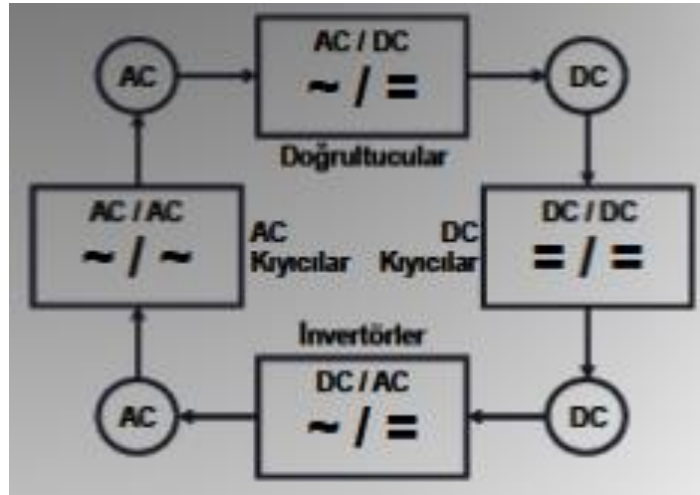 AC / DC
AC
~ / =
DC
Doğrultucular
AC / AC
~ / ~
AC
Kıyıcılar
DC
Kıyıcılar
DC / DC
= / =
İnvertörler
DC / AC
AC
~ / =
DC